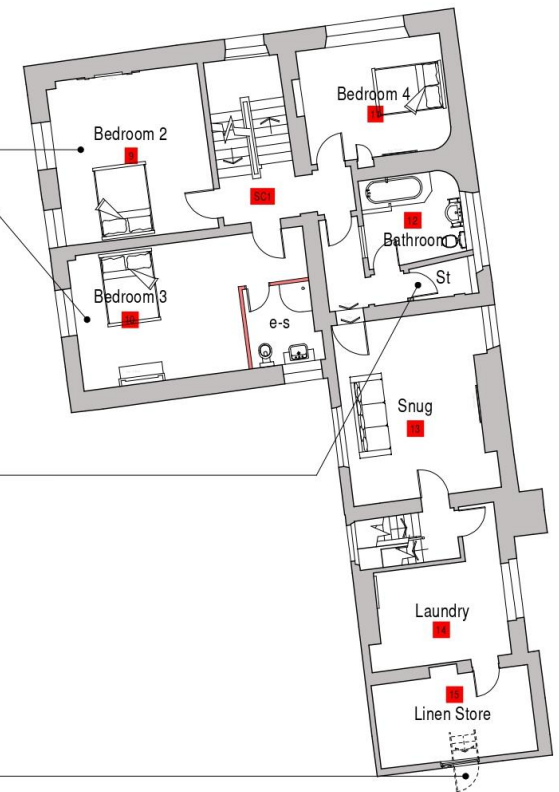 Bedroom 4
11
Bedroom 2
9
SC1
12
Bathroom
St
Bedroom 3
10
e-s
Snug
13
Laundry
14
15
Linen Store